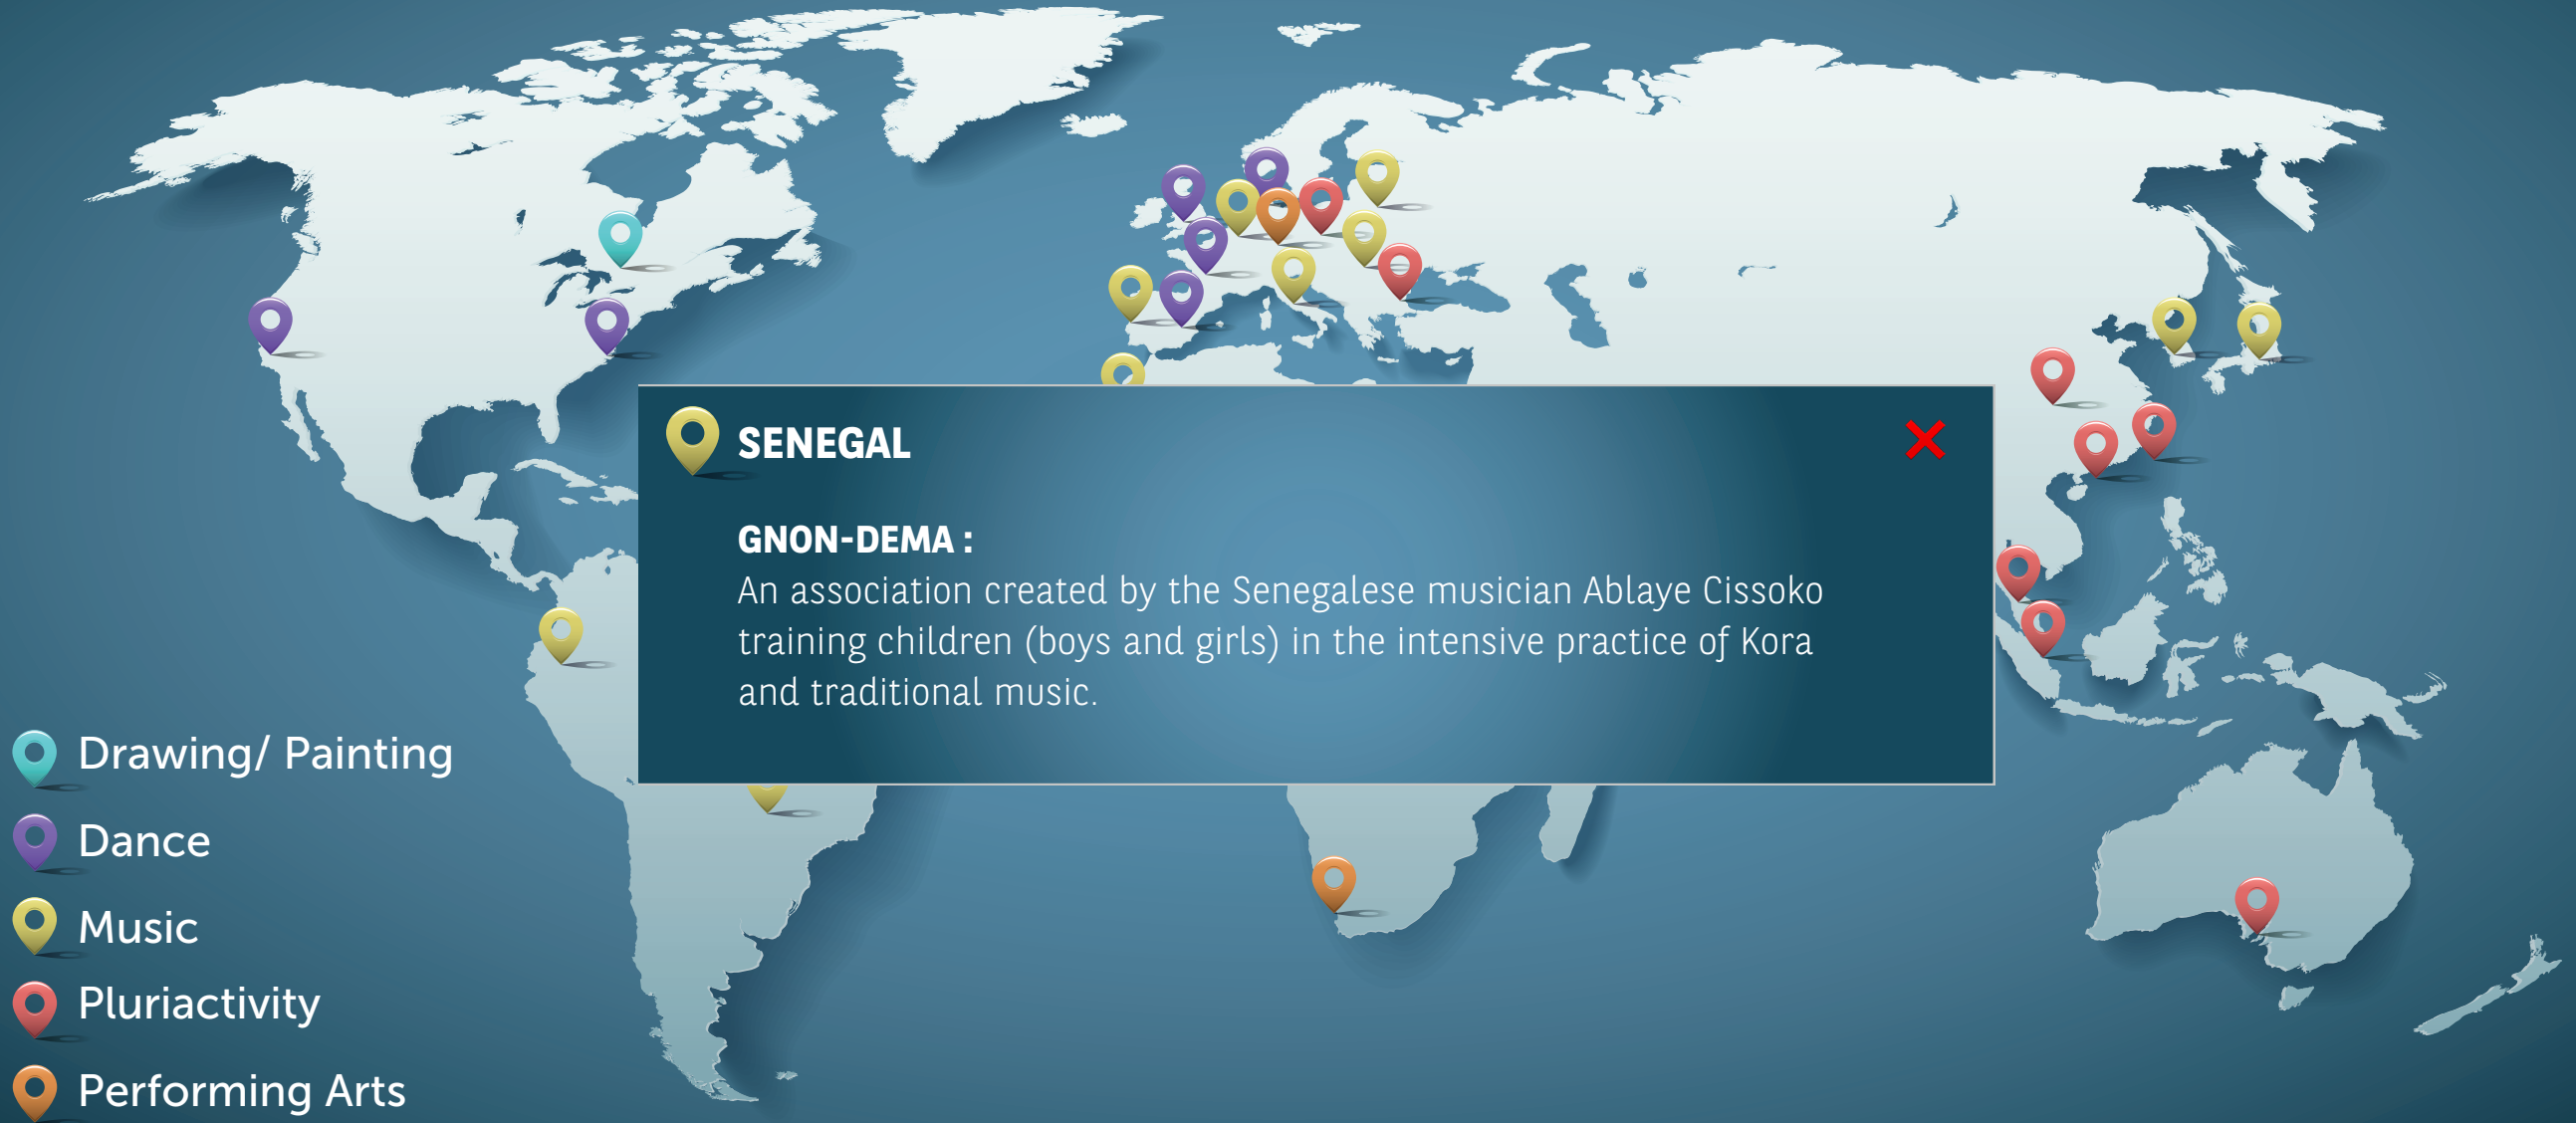 SENEGAL
GNON-DEMA :
An association created by the Senegalese musician Ablaye Cissoko
training children (boys and girls) in the intensive practice of Kora
and traditional music.
Drawing/ Painting
Dance
Music
Pluriactivity
Performing Arts